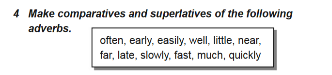 4 Make comparatives and superlatives of the following
adverbs.
often, early, easily, well, little, near,
far, late, slowly, fast, much, quickly